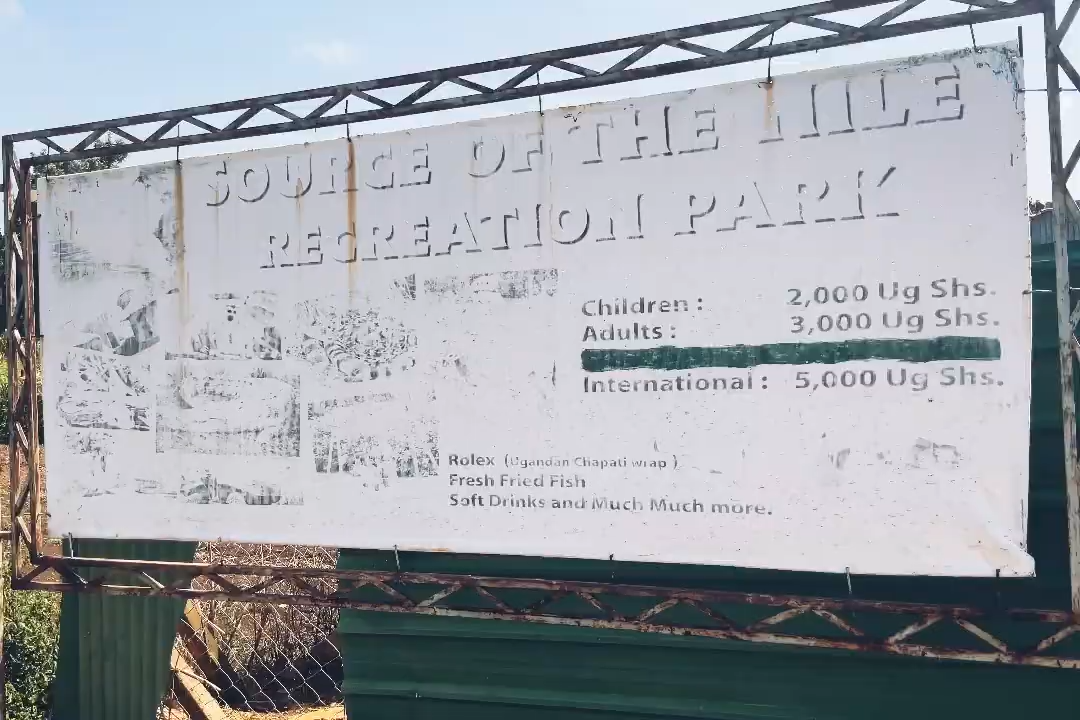 SOURCE OF THE NILE
RECREATION PARK
Children : 2,000 Ug Shs.
Adults : 3,000 Ug Shs.
International : 5,000 Ug Shs.
Rolex (Ugandan Chapati wrap )
Fresh Fried Fish
Soft Drinks and Much Much more.